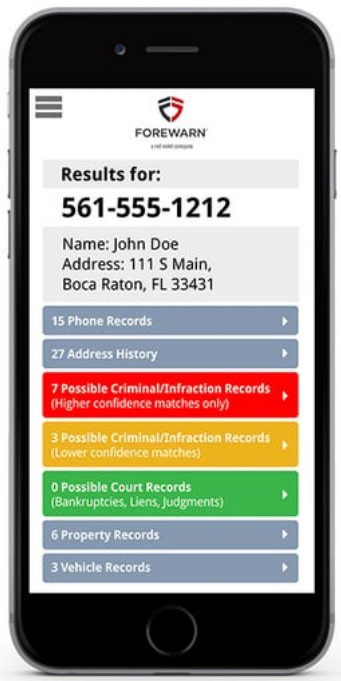 FOREWARN
a red violet company
Results for:
561-555-1212
Name: John Doe
Address: 111 S Main,
Boca Raton, FL 33431
15 Phone Records
27 Address History
7 Possible Criminal/Infraction Records
(Higher confidence matches only)
3 Possible Criminal/Infraction Records
(Lower confidence matches)
0 Possible Court Records
(Bankruptcies, Liens, Judgments)
6 Property Records
3 Vehicle Records